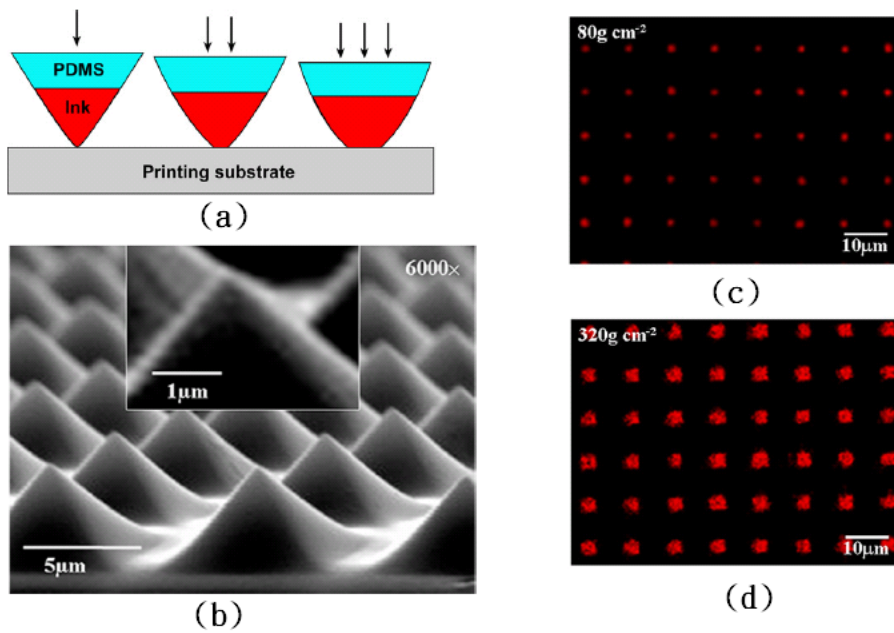 PDMS
Ink
Printing substrate
(a)
6000×
1μm
5μm
(b)
80g cm⁻²
10μm
(c)
320g cm⁻²
10μm
(d)